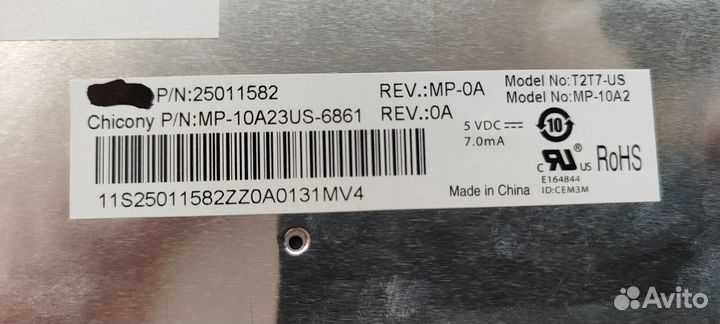 P/N:25011582 REV.:MP-0A Model No:T2T7-US
Model No:MP-10A2
Chicony P/N:MP-10A23US-6861 REV.:0A
5 VDC
7.0mA
10
c RU us RoHS
E164844
ID:CEM3M
Made in China
11S25011582ZZ0A0131MV4
Avito